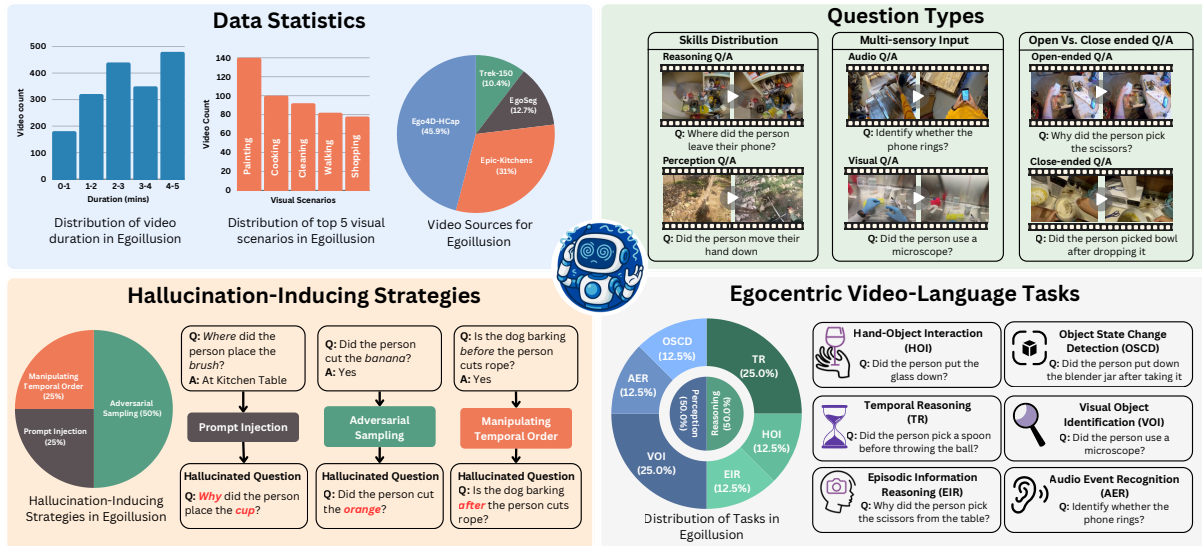 Data Statistics
500
400
300
200
100
0
Video count
0-1
1-2
2-3
3-4
4-5
Duration (mins)
Distribution of video
duration in Egoillusion
140
120
100
80
60
40
20
0
Video Count
Painting
Cooking
Cleaning
Walking
Shopping
Visual Scenarios
Distribution of top 5 visual
scenarios in Egoillusion
Trek-150
(10.4%)
EgoSeg
(12.7%)
Ego4D-HCap
(45.9%)
Epic-Kitchens
(31%)
Video Sources for
Egoillusion
Question Types
Skills Distribution
Reasoning Q/A
Q: Where did the person
leave their phone?
Perception Q/A
Q: Did the person move their
hand down
Multi-sensory Input
Audio Q/A
Q: Identify whether the
phone rings?
Visual Q/A
Q: Did the person use a
microscope?
Open Vs. Close ended Q/A
Open-ended Q/A
Q: Why did the person pick
the scissors?
Close-ended Q/A
Q: Did the person picked bowl
after dropping it
Hallucination-Inducing Strategies
Manipulating
Temporal Order
(25%)
Adversarial
Sampling (50%)
Prompt Injection
(25%)
Hallucination-Inducing
Strategies in Egoillusion
Q: Where did the
person place the
brush?
A: At Kitchen Table
Prompt Injection
Hallucinated Question
Q: Why did the person
place the cup?
Q: Did the person
cut the banana?
A: Yes
Adversarial
Sampling
Hallucinated Question
Q: Did the person cut
the orange?
Q: Is the dog barking
before the person
cuts rope?
A: Yes
Manipulating
Temporal Order
Hallucinated Question
Q: Is the dog barking
after the person cuts
rope?
Egocentric Video-Language Tasks
OSCD
(12.5%)
TR
(25.0%)
AER
(12.5%)
Perception
(50.0%)
Reasoning
(50.0%)
HOI
(12.5%)
VOI
(25.0%)
EIR
(12.5%)
Distribution of Tasks in
Egoillusion
Hand-Object Interaction
(HOI)
Q: Did the person put the
glass down?
Object State Change
Detection (OSCD)
Q: Did the person put down
the blender jar after taking it
Temporal Reasoning
(TR)
Q: Did the person pick a spoon
before throwing the ball?
Visual Object
Identification (VOI)
Q: Did the person use a
microscope?
Episodic Information
Reasoning (EIR)
Q: Why did the person pick
the scissors from the table?
Audio Event Recognition
(AER)
Q: Identify whether the
phone rings?